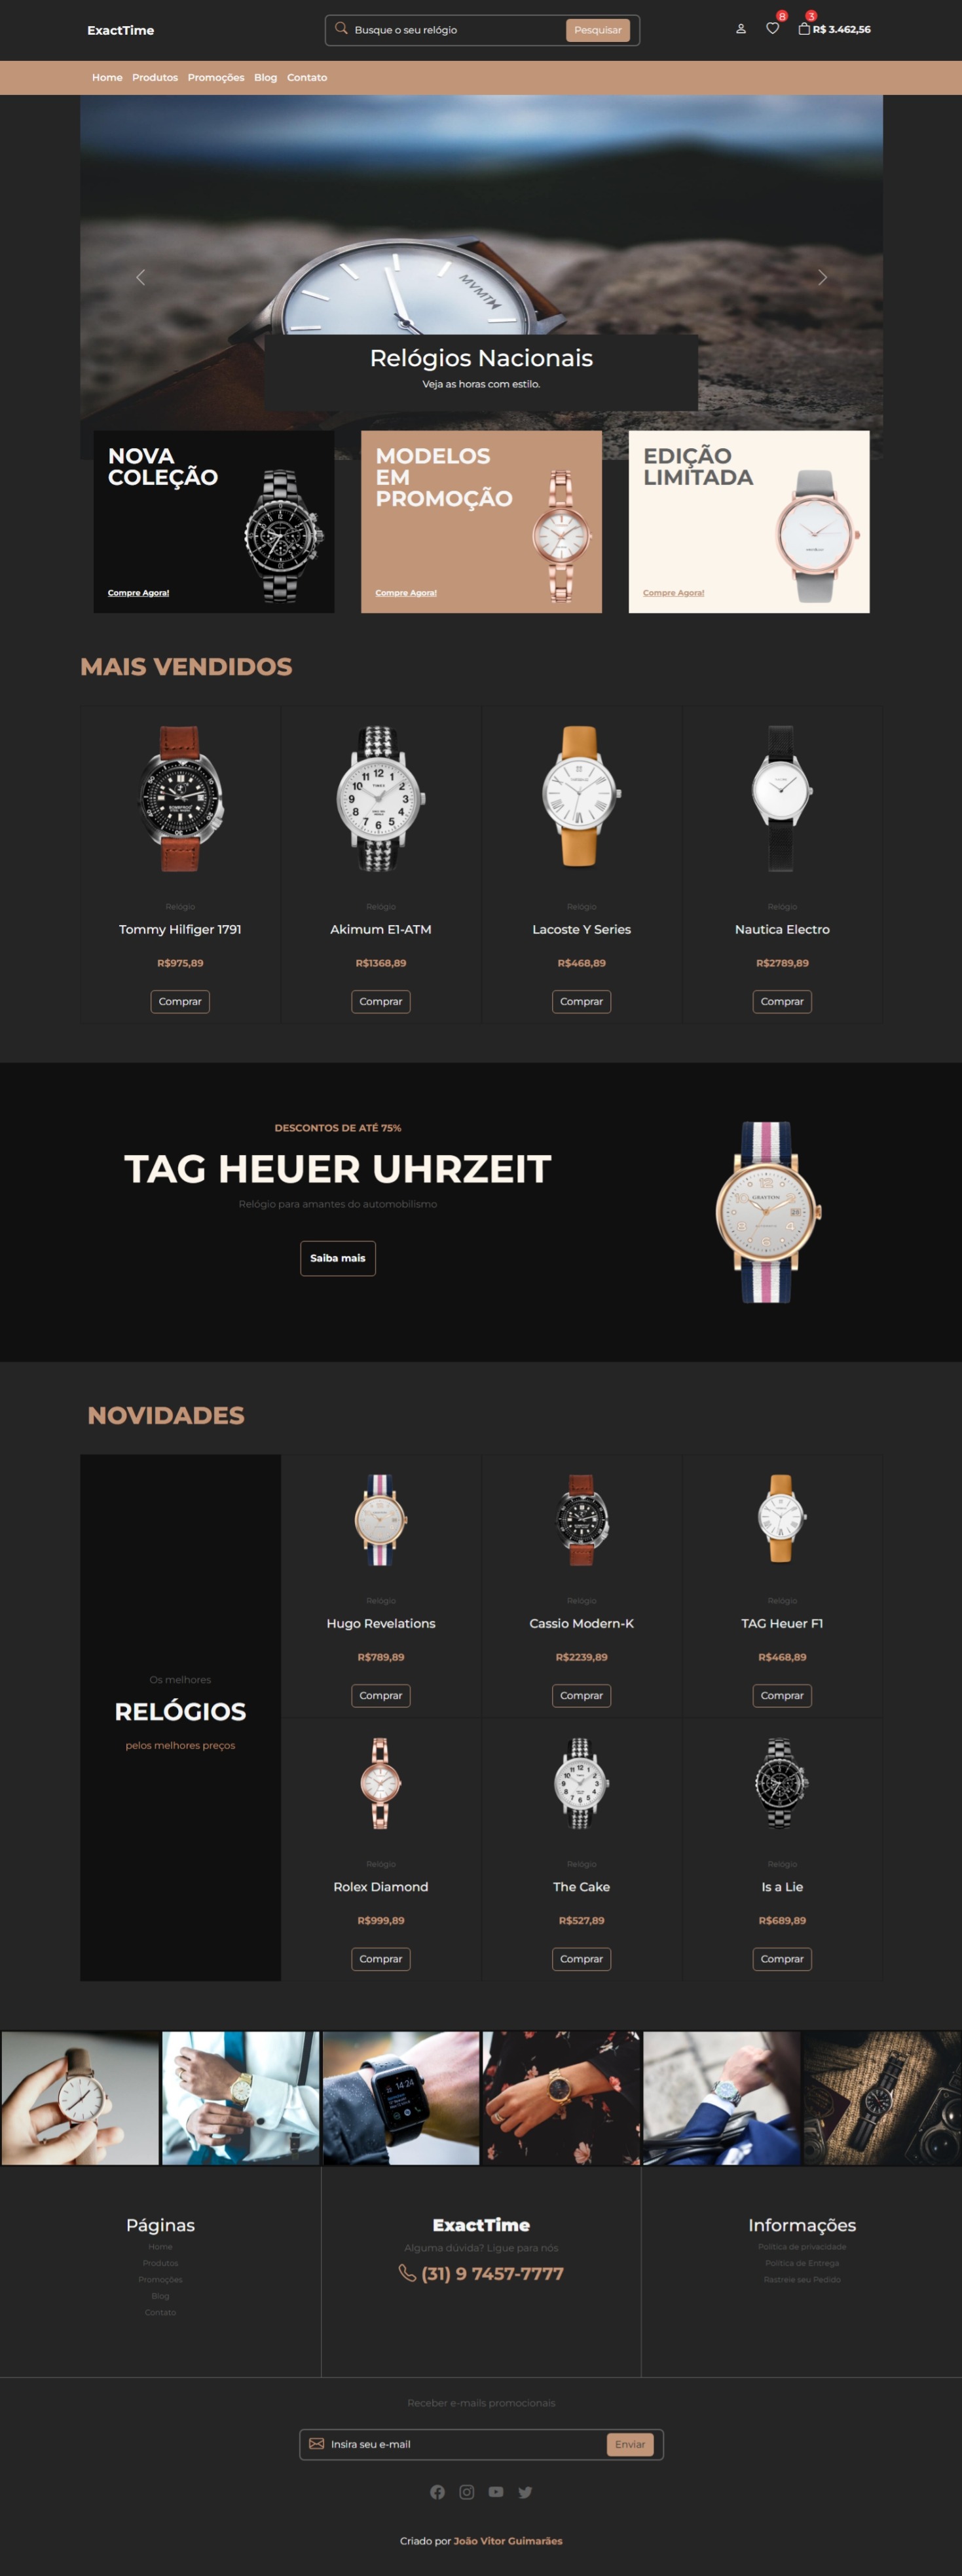 ExactTime
Busque o seu relógio
Pesquisar
8
3
R$ 3.462,56
Home Produtos Promoções Blog Contato
MVMTH
Relógios Nacionais
Veja as horas com estilo.
NOVA
COLEÇÃO
Compre Agora!
MODELOS
EM
PROMOÇÃO
Compre Agora!
EDIÇÃO
LIMITADA
Compre Agora!
MAIS VENDIDOS
Relógio
Tommy Hilfiger 1791
R$975,89
Comprar
Relógio
Akimum E1-ATM
R$1368,89
Comprar
Relógio
Lacoste Y Series
R$468,89
Comprar
Relógio
Nautica Electro
R$2789,89
Comprar
DESCONTOS DE ATÉ 75%
TAG HEUER UHRZEIT
Relógio para amantes do automobilismo
Saiba mais
GRAYTON
NOVIDADES
Os melhores
RELÓGIOS
pelos melhores preços
Relógio
Hugo Revelations
R$789,89
Comprar
Relógio
Cassio Modern-K
R$2239,89
Comprar
Relógio
TAG Heuer F1
R$468,89
Comprar
Relógio
Rolex Diamond
R$999,89
Comprar
Relógio
The Cake
R$527,89
Comprar
Relógio
Is a Lie
R$689,89
Comprar
14:24
Páginas
Home
Produtos
Promoções
Blog
Contato
ExactTime
Alguma dúvida? Ligue para nós
(31) 9 7457-7777
Informações
Política de privacidade
Política de Entrega
Rastreie seu Pedido
Receber e-mails promocionais
Insira seu e-mail
Enviar
Criado por João Vitor Guimarães